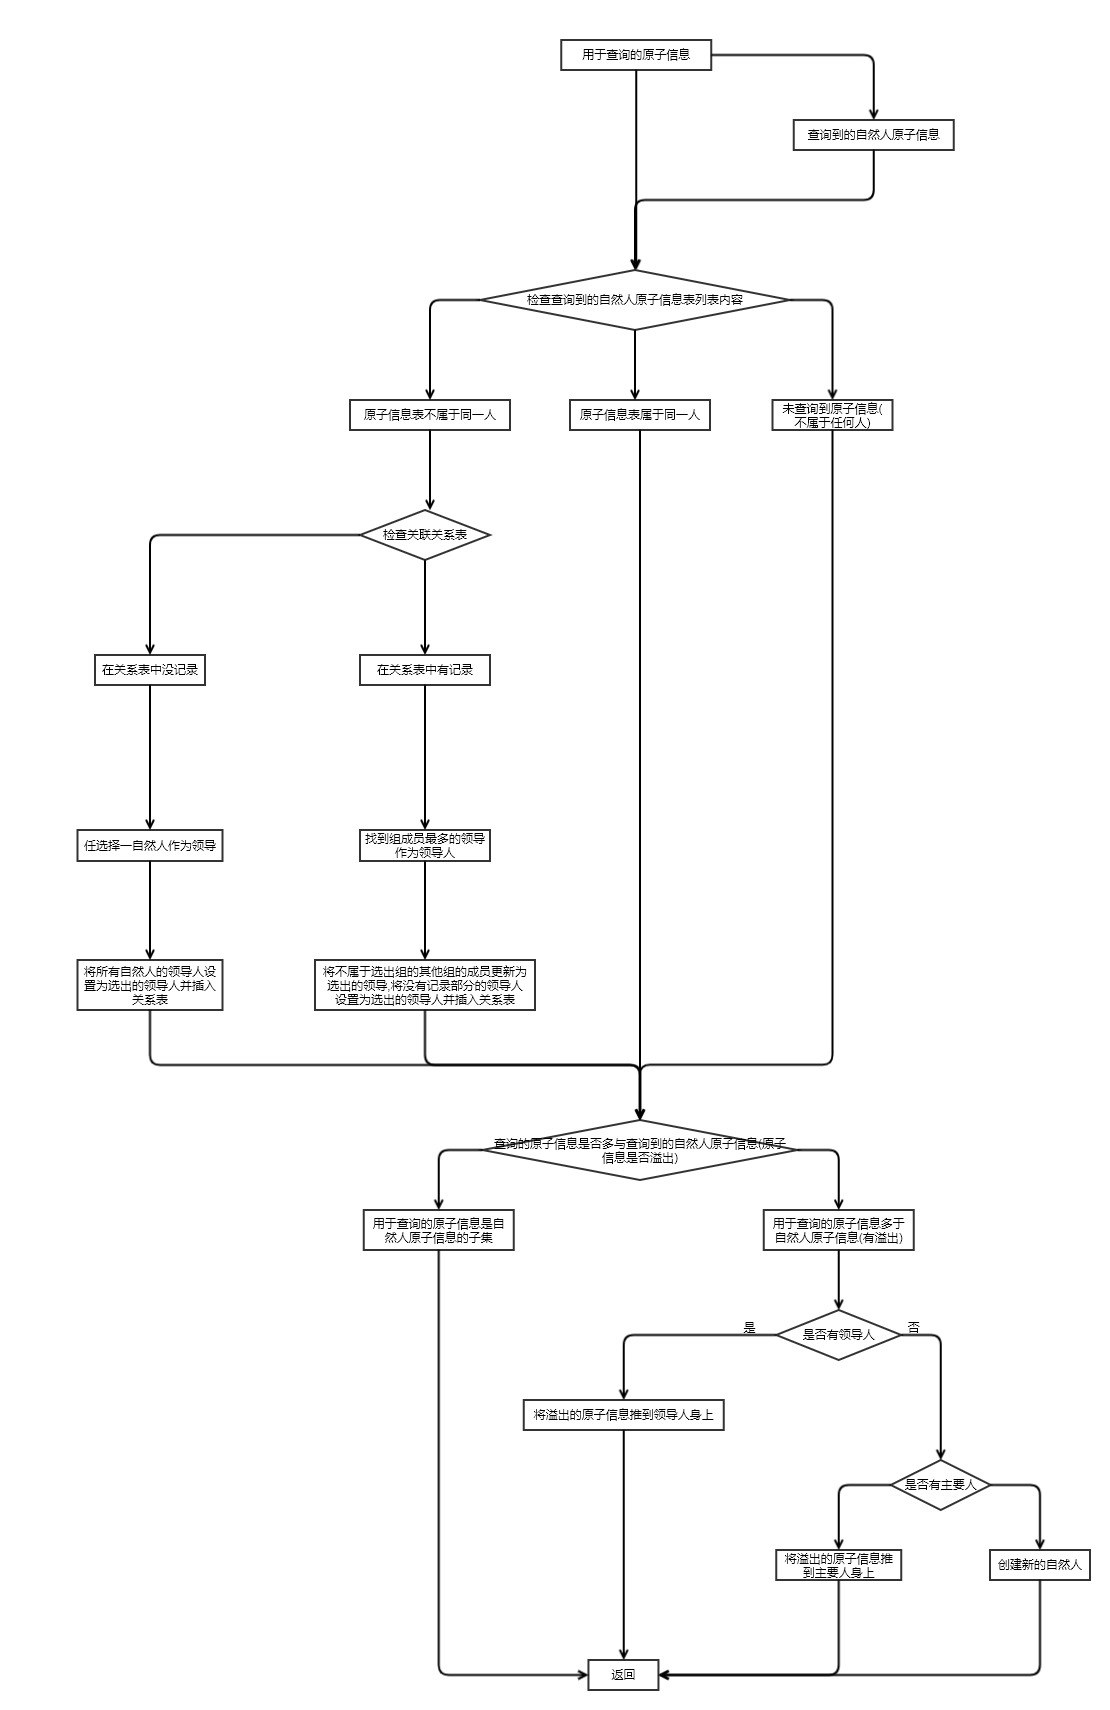 用于查询的原子信息
查询到的自然人原子信息
检查查询到的自然人原子信息表列表内容
原子信息表不属于同一人
原子信息表属于同一人
未查询到原子信息(
不属于任何人)
检查关联关系表
在关系表中没记录
在关系表中有记录
任选择一自然人作为领导
找到组成员最多的领导
作为领导人
将所有自然人的领导人设
置为选出的领导人并插入
关系表
将不属于选出组的其他组的成员更新为
选出的领导,将没有记录部分的领导人
设置为选出的领导人并插入关系表
查询的原子信息是否多与查询到的自然人原子信息(原子
信息是否溢出)
用于查询的原子信息是自
然人原子信息的子集
用于查询的原子信息多于
自然人原子信息(有溢出)
是
是否有领导人
否
将溢出的原子信息推到领导人身上
是否有主要人
将溢出的原子信息推
到主要人身上
创建新的自然人
返回